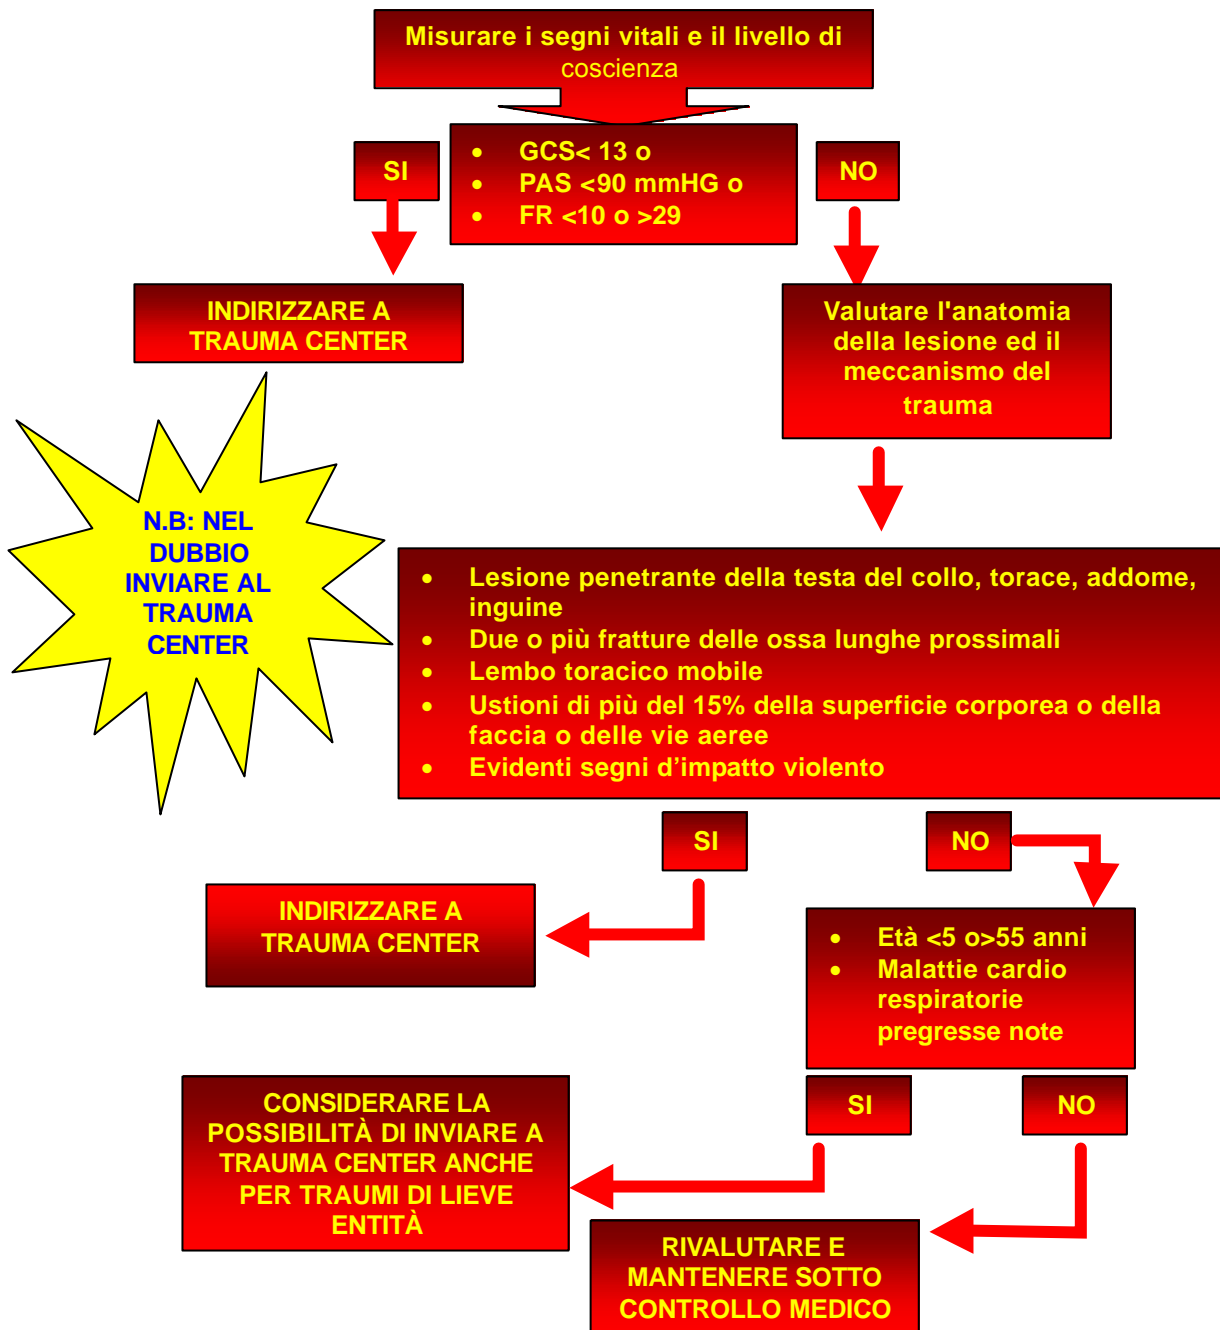 Misurare i segni vitali e il livello di
coscienza
SI
• GCS< 13 o
• PAS <90 mmHG o
• FR <10 o >29
NO
INDIRIZZARE A
TRAUMA CENTER
Valutare l'anatomia
della lesione ed il
meccanismo del
trauma
N.B: NEL
DUBBIO
INVIARE AL
TRAUMA
CENTER
• Lesione penetrante della testa del collo, torace, addome,
inguine
• Due o più fratture delle ossa lunghe prossimali
• Lembo toracico mobile
• Ustioni di più del 15% della superficie corporea o della
faccia o delle vie aeree
• Evidenti segni d’impatto violento
SI
NO
INDIRIZZARE A
TRAUMA CENTER
• Età <5 o>55 anni
• Malattie cardio
respiratorie
pregresse note
SI
NO
CONSIDERARE LA
POSSIBILITÀ DI INVIARE A
TRAUMA CENTER ANCHE
PER TRAUMI DI LIEVE
ENTITÀ
RIVALUTARE E
MANTENERE SOTTO
CONTROLLO MEDICO